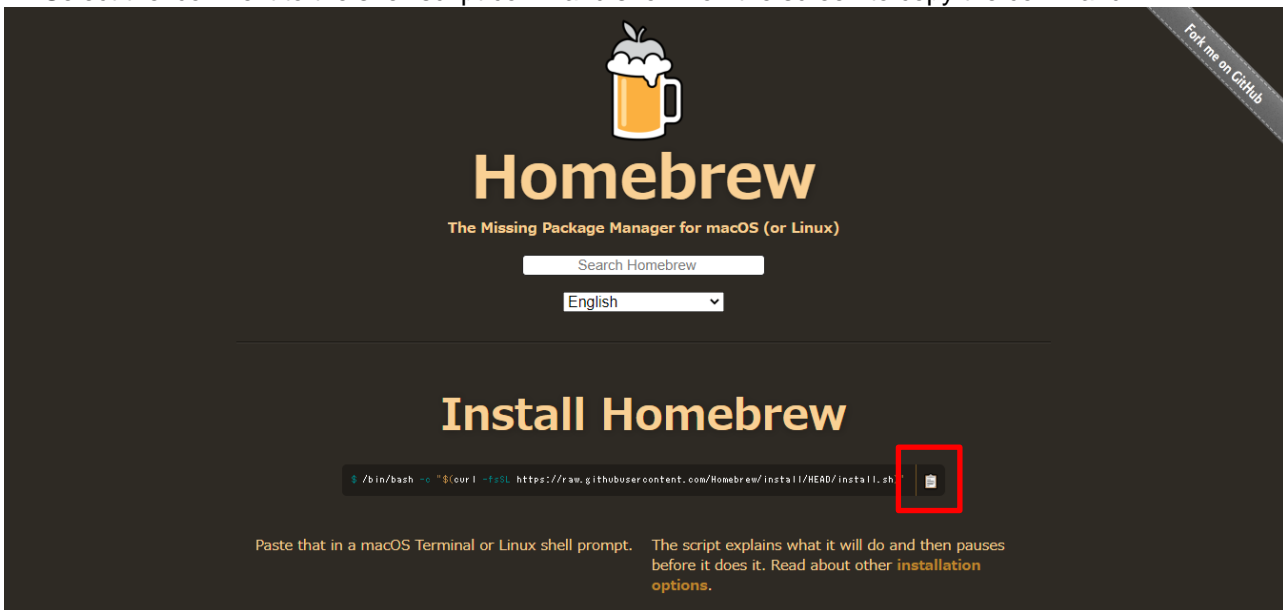 Fork me on GitHub
Homebrew
The Missing Package Manager for macOS (or Linux)
Search Homebrew
English
Install Homebrew
$ /bin/bash -c "$(curl -fsSL https://raw.githubusercontent.com/Homebrew/install/HEAD/install.sh)"
Paste that in a macOS Terminal or Linux shell prompt.
The script explains what it will do and then pauses
before it does it. Read about other installation
options.